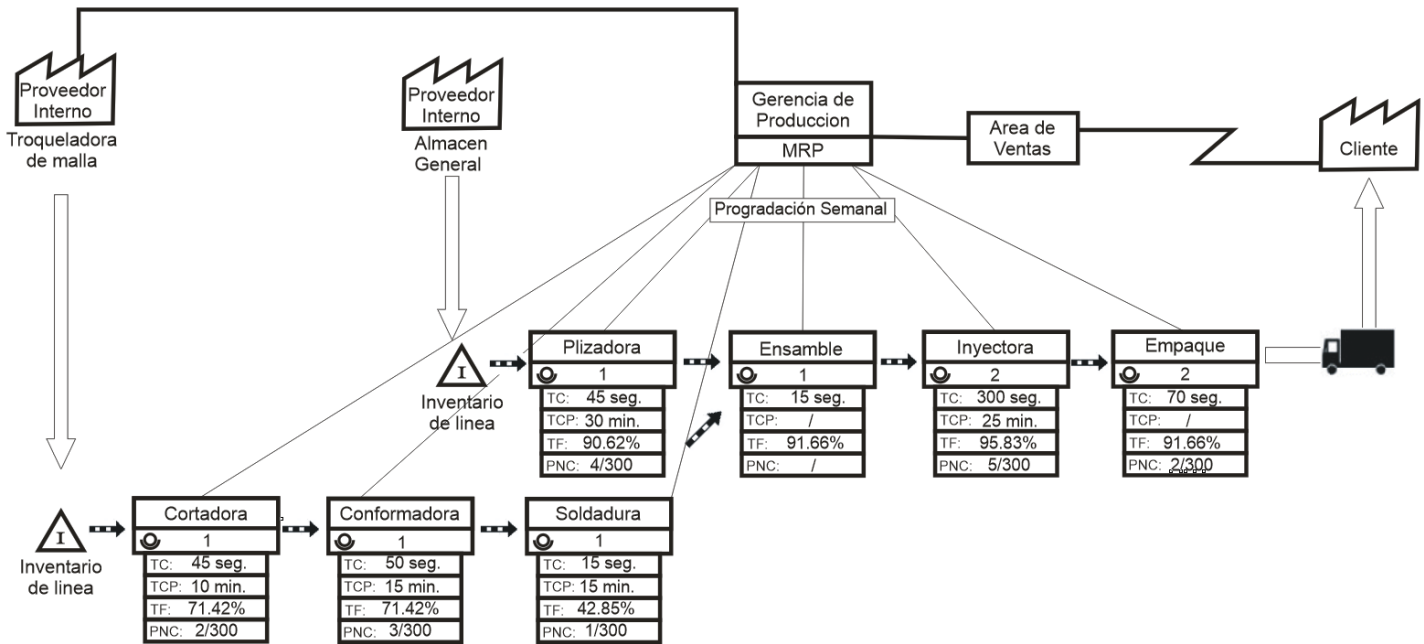 Proveedor
Interno
Troqueladora
de malla
Proveedor
Interno
Almacen
General
Gerencia de
Produccion
MRP
Area de
Ventas
Cliente
Progradación Semanal
I
Inventario
de linea
Plizadora
1
TC: 45 seg.
TCP: 30 min.
TF: 90.62%
PNC: 4/300
Ensamble
1
TC: 15 seg.
TCP: /
TF: 91.66%
PNC: /
Inyectora
2
TC: 300 seg.
TCP: 25 min.
TF: 95.83%
PNC: 5/300
Empaque
2
TC: 70 seg.
TCP: /
TF: 91.66%
PNC: 2/300
I
Inventario
de linea
Cortadora
1
TC: 45 seg.
TCP: 10 min.
TF: 71.42%
PNC: 2/300
Conformadora
1
TC: 50 seg.
TCP: 15 min.
TF: 71.42%
PNC: 3/300
Soldadura
1
TC: 15 seg.
TCP: 15 min.
TF: 42.85%
PNC: 1/300